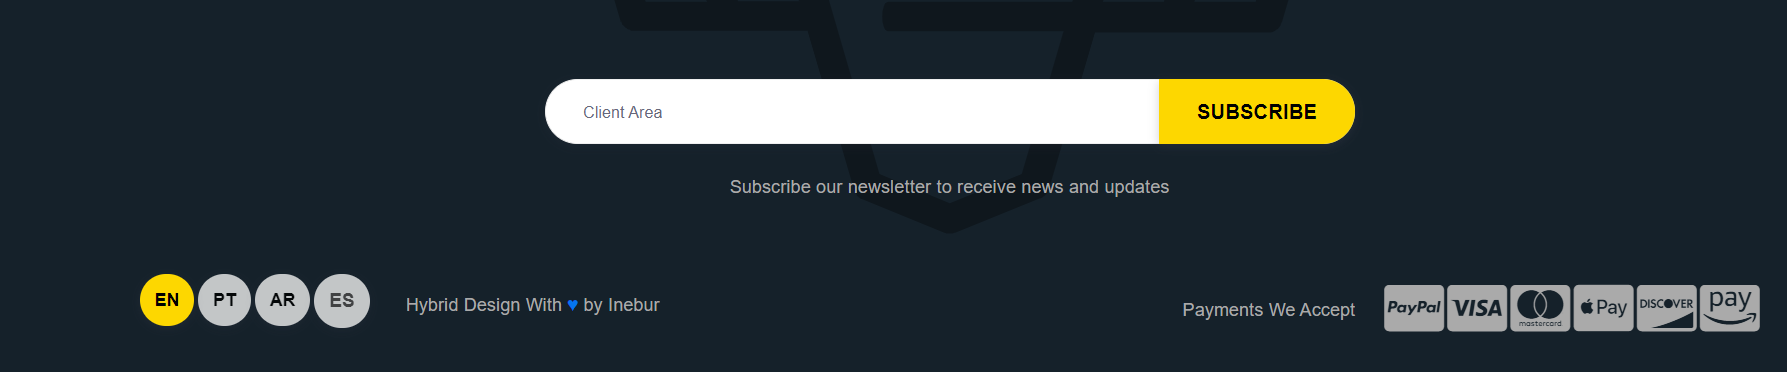 Client Area
SUBSCRIBE
Subscribe our newsletter to receive news and updates
EN PT AR ES
Hybrid Design With ♥ by Inebur
Payments We Accept
PayPal VISA mastercard Pay DISCOVER pay